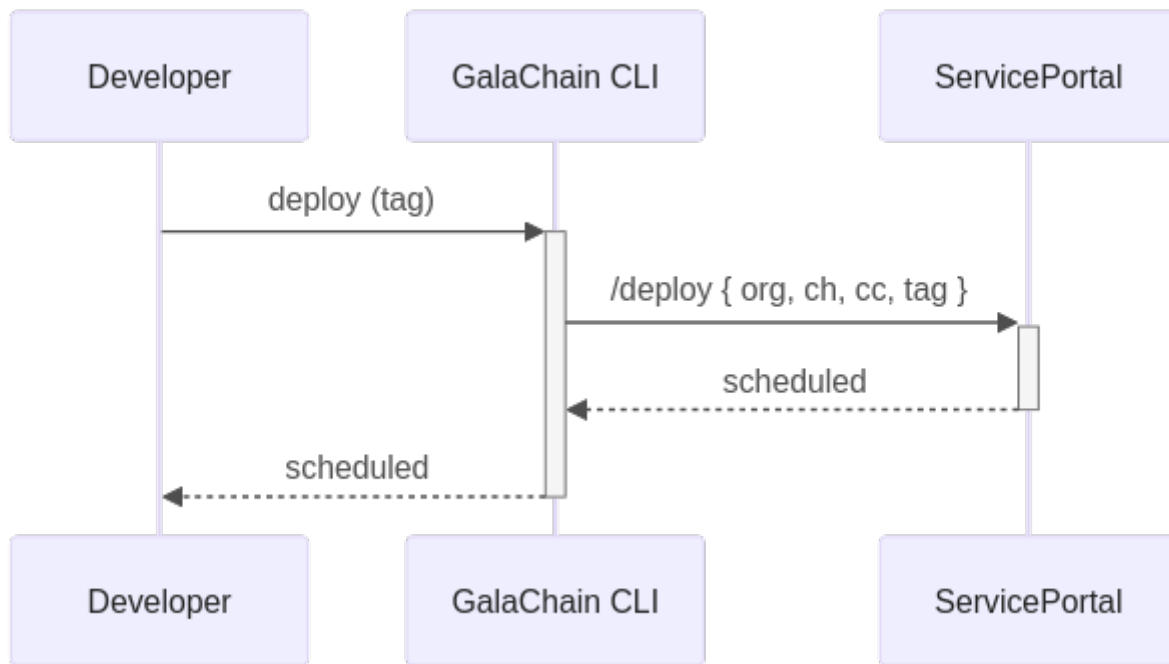 Developer
GalaChain CLI
ServicePortal
deploy (tag)
/deploy { org, ch, cc, tag }
scheduled
scheduled
Developer
GalaChain CLI
ServicePortal